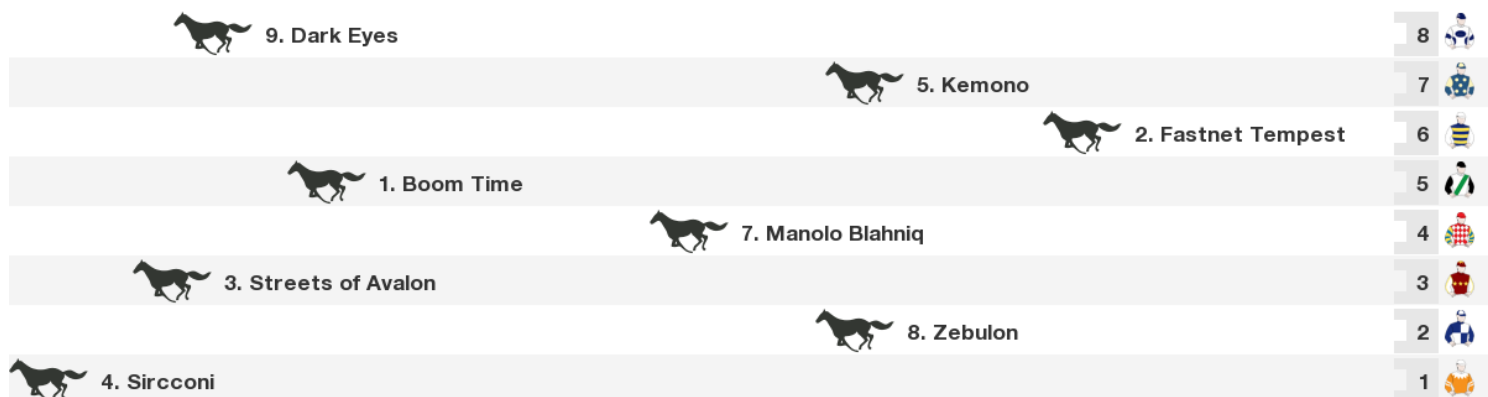 9. Dark Eyes 8
5. Kemono 7
2. Fastnet Tempest 6
1. Boom Time 5
7. Manolo Blahniq 4
3. Streets of Avalon 3
8. Zebulon 2
4. Sircconi 1